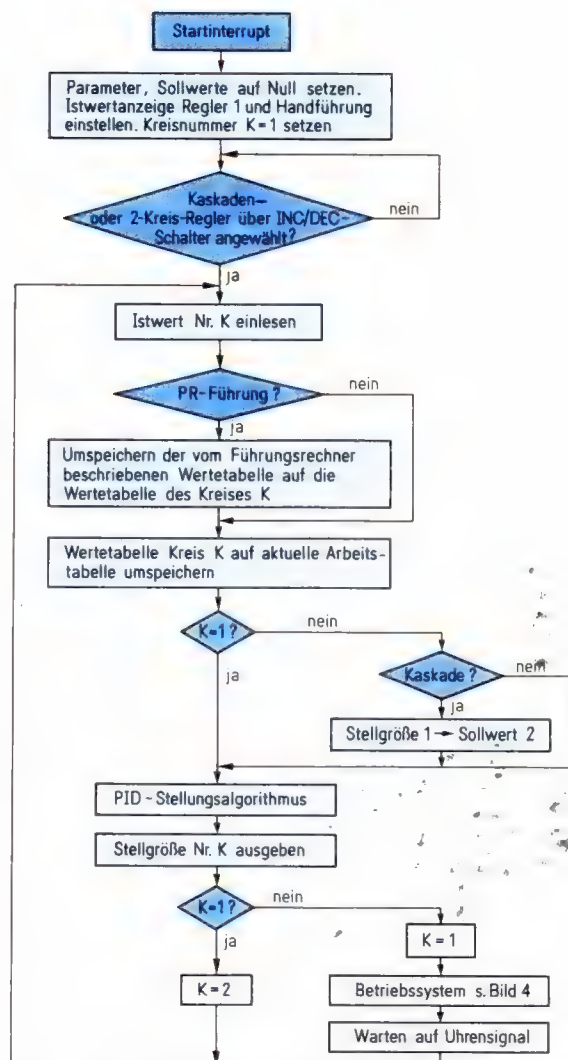 Startinterrupt
Parameter, Sollwerte auf Null setzen.
Istwertanzeige Regler 1 und Handführung
einstellen. Kreisnummer K=1 setzen
Kaskaden-
oder 2-Kreis-Regler über INC/DEC-
Schalter angewählt?
nein
ja
Istwert Nr. K einlesen
PR-Führung ?
nein
ja
Umspeichern der vom Führungsrechner
beschriebenen Wertetabelle auf die
Wertetabelle des Kreises K
Wertetabelle Kreis K auf aktuelle Arbeits-
tabelle umspeichern
K=1?
nein
ja
Kaskade ?
nein
ja
Stellgröße 1 → Sollwert 2
PID - Stellungsalgorithmus
Stellgröße Nr. K ausgeben
K=1?
nein
ja
K = 1
K = 2
Betriebssystem s. Bild 4
Warten auf Uhrensignal